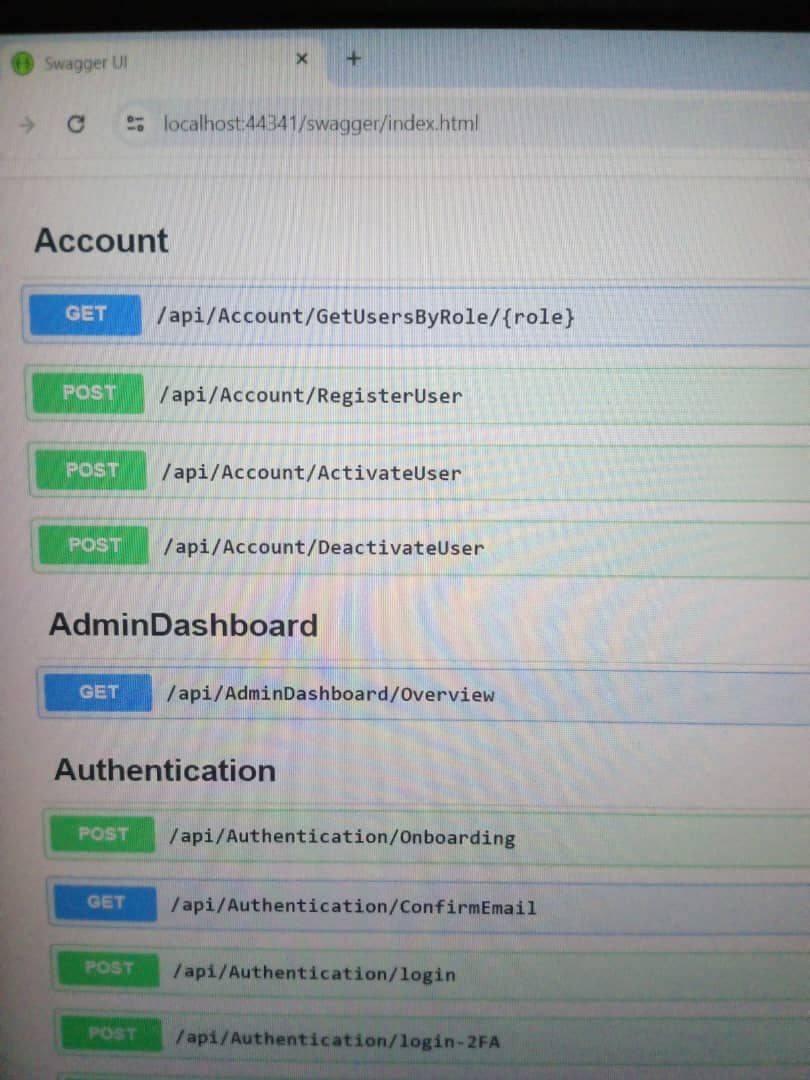 Swagger UI
localhost:44341/swagger/index.html
Account
GET /api/Account/GetUsersByRole/{role}
POST /api/Account/RegisterUser
POST /api/Account/ActivateUser
POST /api/Account/DeactivateUser
AdminDashboard
GET /api/AdminDashboard/Overview
Authentication
POST /api/Authentication/Onboarding
GET /api/Authentication/ConfirmEmail
POST /api/Authentication/login
POST /api/Authentication/login-2FA